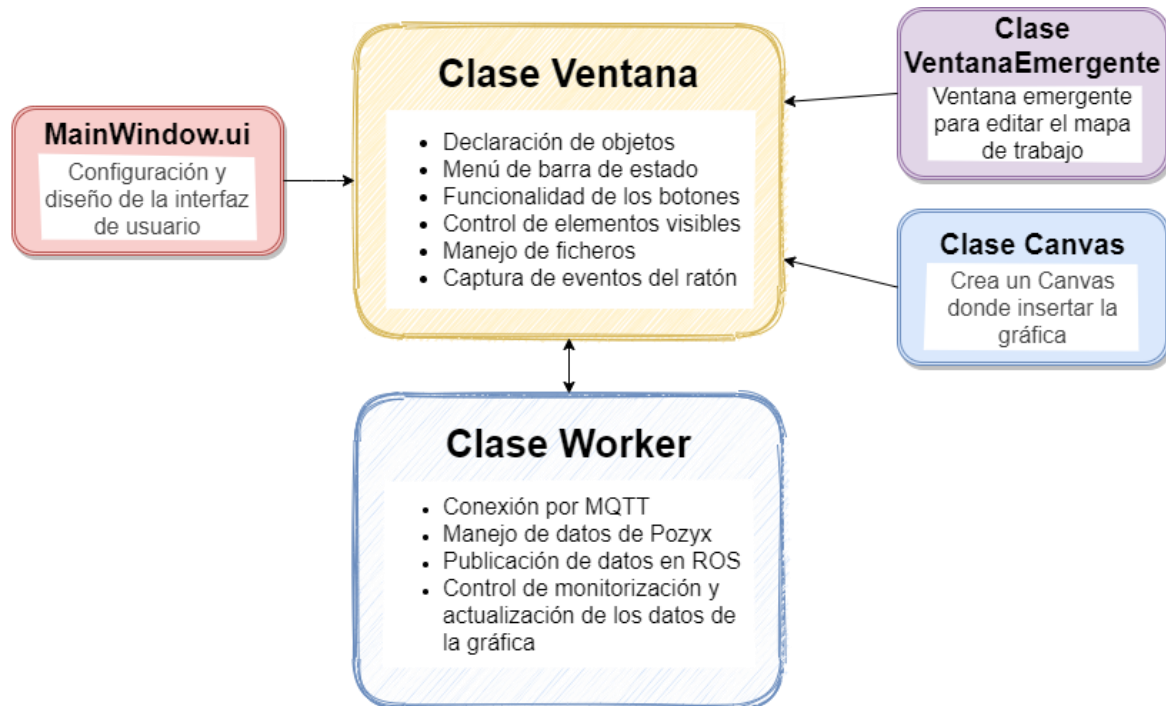 MainWindow.ui
Configuración y
diseño de la interfaz
de usuario
Clase Ventana
• Declaración de objetos
• Menú de barra de estado
• Funcionalidad de los botones
• Control de elementos visibles
• Manejo de ficheros
• Captura de eventos del ratón
Clase
VentanaEmergente
Ventana emergente
para editar el mapa
de trabajo
Clase Canvas
Crea un Canvas
donde insertar la
gráfica
Clase Worker
• Conexión por MQTT
• Manejo de datos de Pozyx
• Publicación de datos en ROS
• Control de monitorización y
actualización de los datos de
la gráfica